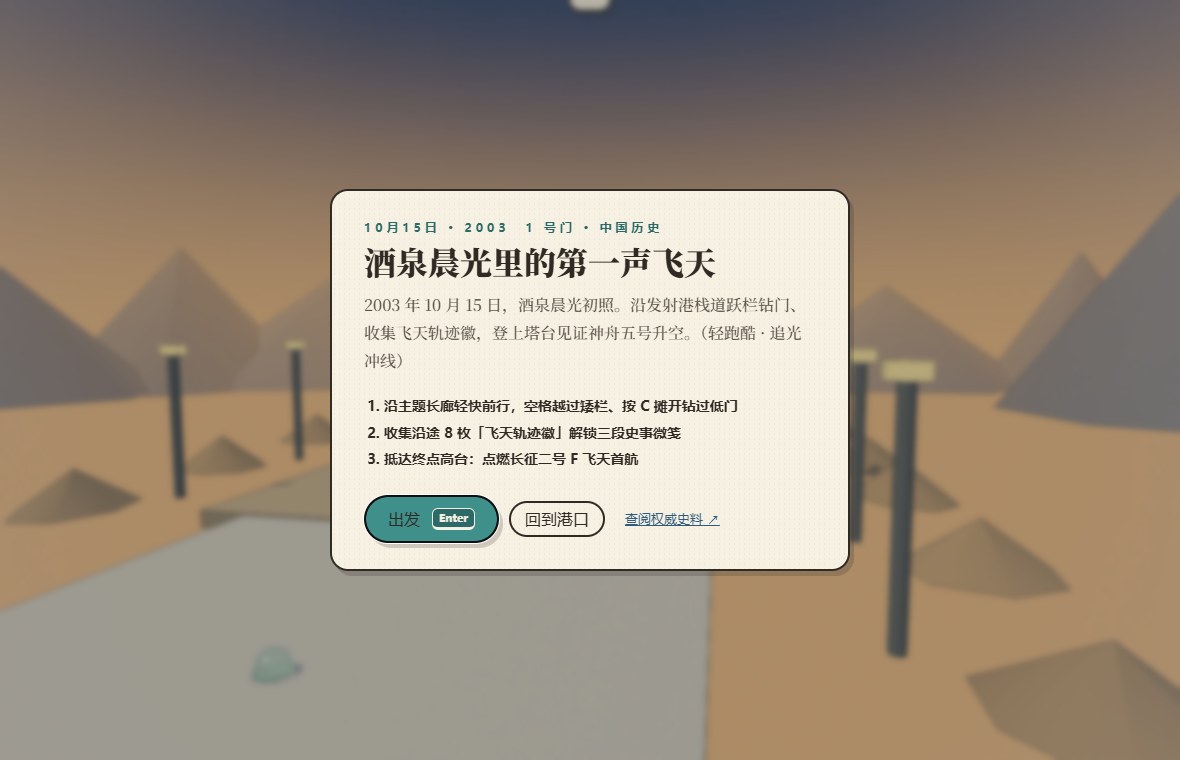 10月15日 · 2003 1 号门 · 中国历史
酒泉晨光里的第一声飞天
2003 年 10 月 15 日，酒泉晨光初照。沿发射港栈道跃栏钻门、
收集飞天轨迹徽，登上塔台见证神舟五号升空。（轻跑酷 · 追光
冲线）
1. 沿主题长廊轻快前行，空格越过矮栏、按 C 摊开钻过低门
2. 收集沿途 8 枚「飞天轨迹徽」解锁三段史事微笺
3. 抵达终点高台：点燃长征二号 F 飞天首航
出发 Enter 回到港口 查阅权威史料 ↗